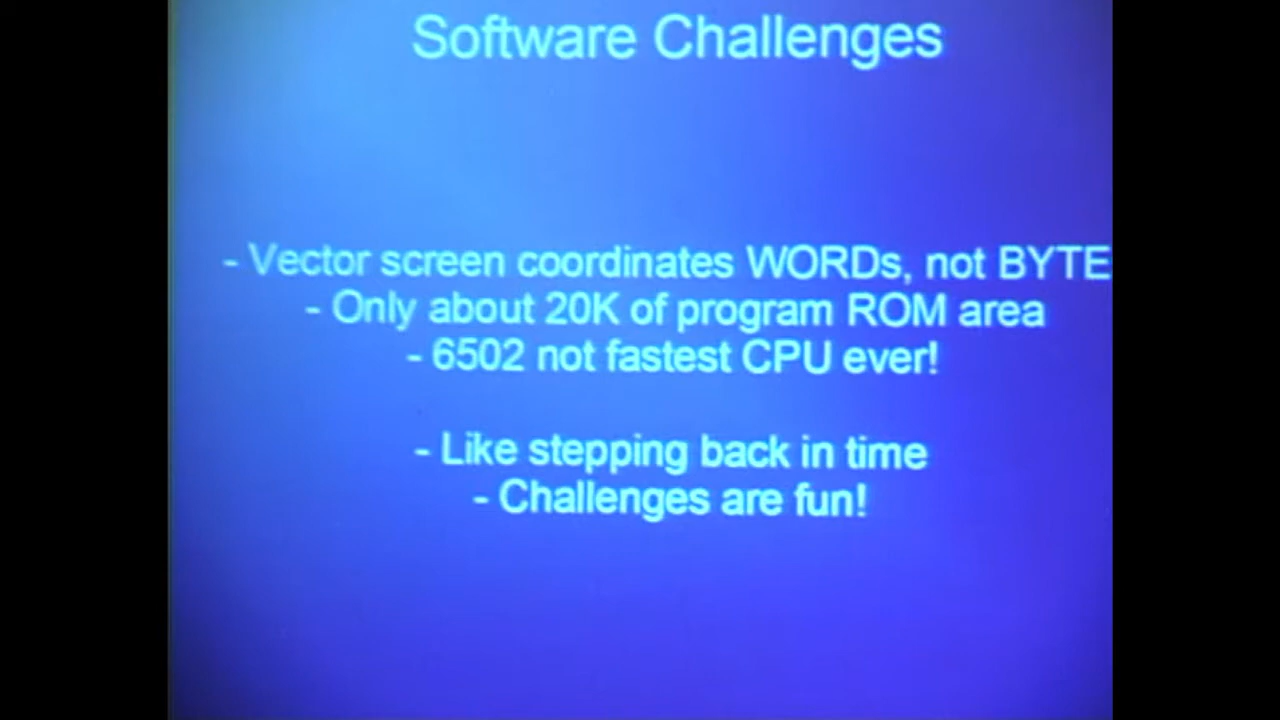 Software Challenges
- Vector screen coordinates WORDs, not BYTE
- Only about 20K of program ROM area
- 6502 not fastest CPU ever!
- Like stepping back in time
- Challenges are fun!